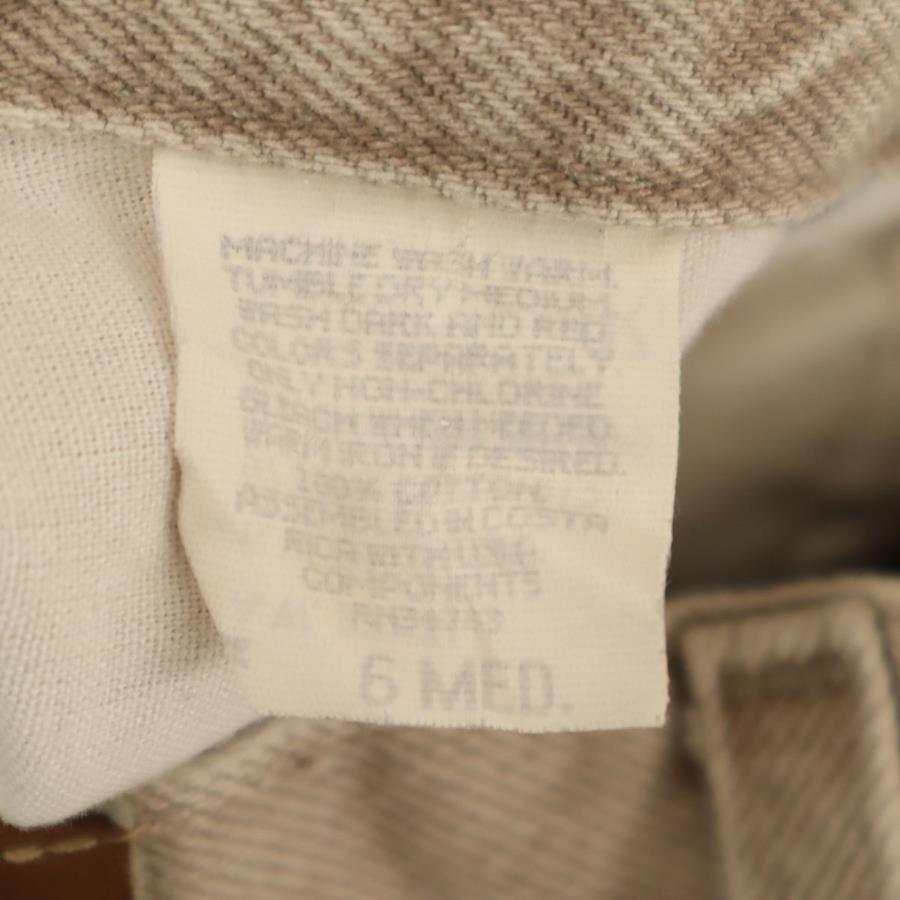 MACHINE WASH WARM.
TUMBLE DRY MEDIUM.
WASH DARK AND RED
COLORS SEPARATELY
ONLY NON-CHLORINE
BLEACH WHEN NEEDED.
WARM IRON IF DESIRED.
100% COTTON
ASSEMBLED IN COSTA
RICA WITH USA
COMPONENTS
6 MED.